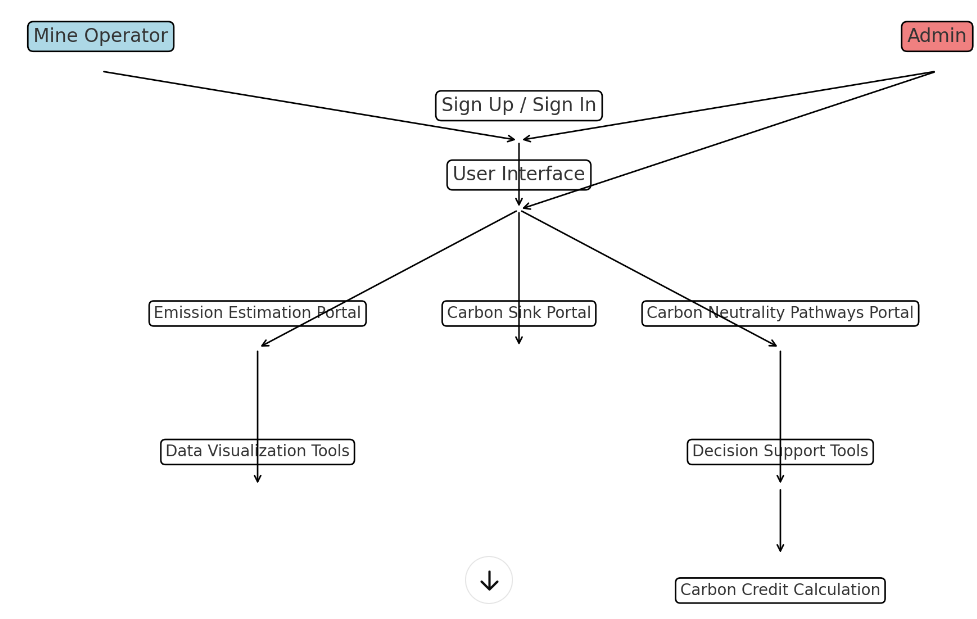 Mine Operator
Admin
Sign Up / Sign In
User Interface
Emission Estimation Portal
Carbon Sink Portal
Carbon Neutrality Pathways Portal
Data Visualization Tools
Decision Support Tools
Carbon Credit Calculation